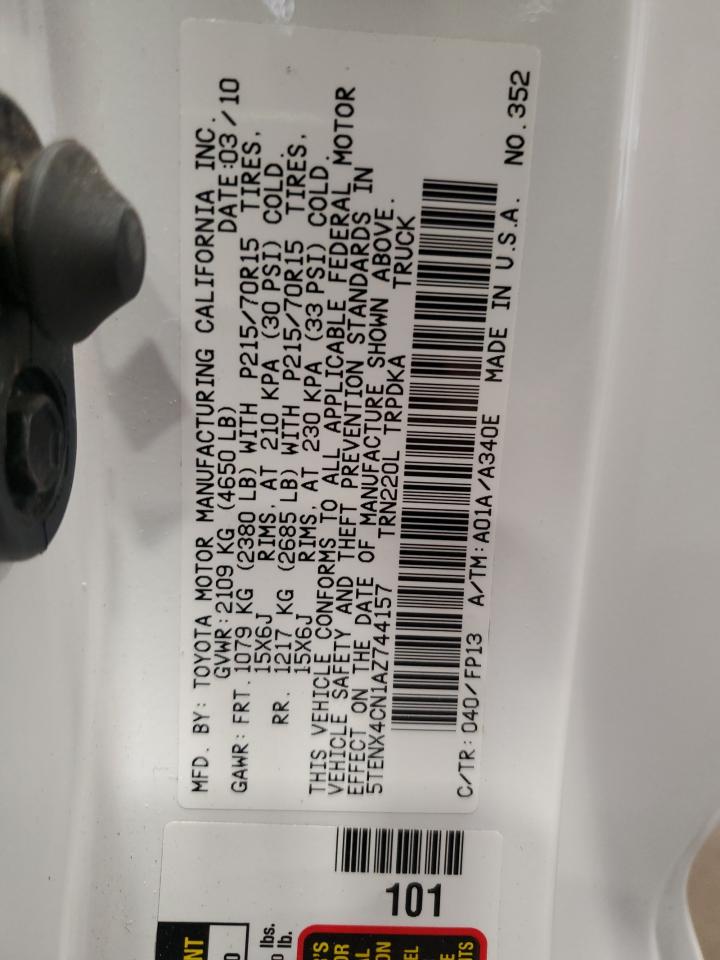 MFD. BY: TOYOTA MOTOR MANUFACTURING CALIFORNIA INC.
GVWR: 2109 KG (4650 LB) DATE: 03/10
GAWR: FRT. 1079 KG (2380 LB) WITH P215/70R15 TIRES,
15X6J RIMS, AT 210 KPA (30 PSI) COLD.
RR. 1217 KG (2685 LB) WITH P215/70R15 TIRES,
15X6J RIMS, AT 230 KPA (33 PSI) COLD.
THIS VEHICLE CONFORMS TO ALL APPLICABLE FEDERAL MOTOR
VEHICLE SAFETY AND THEFT PREVENTION STANDARDS IN
EFFECT ON THE DATE OF MANUFACTURE SHOWN ABOVE.
5TENX4CN1AZ744157 TRN220L TRPDKA TRUCK
C/TR: 040/FP13 A/TM: A01A/A340E MADE IN U.S.A. NO. 352
101
lbs.
lb.